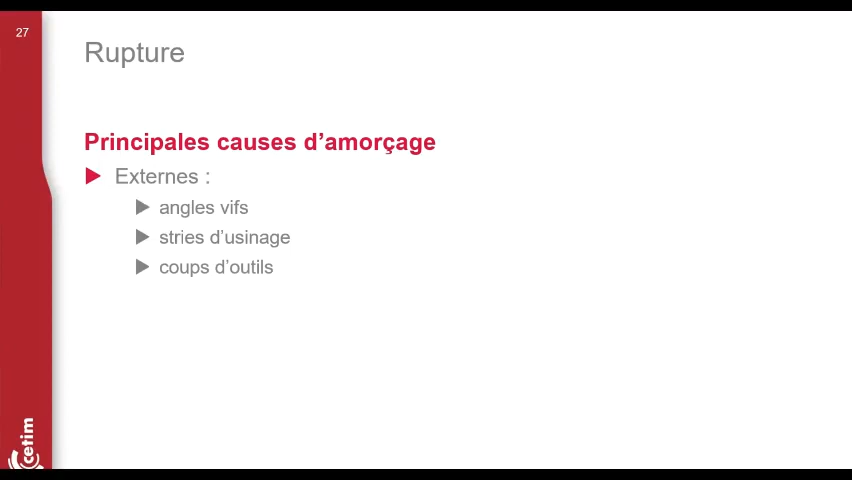 27
Rupture
Principales causes d’amorçage
Externes :
angles vifs
stries d’usinage
coups d’outils
cetim